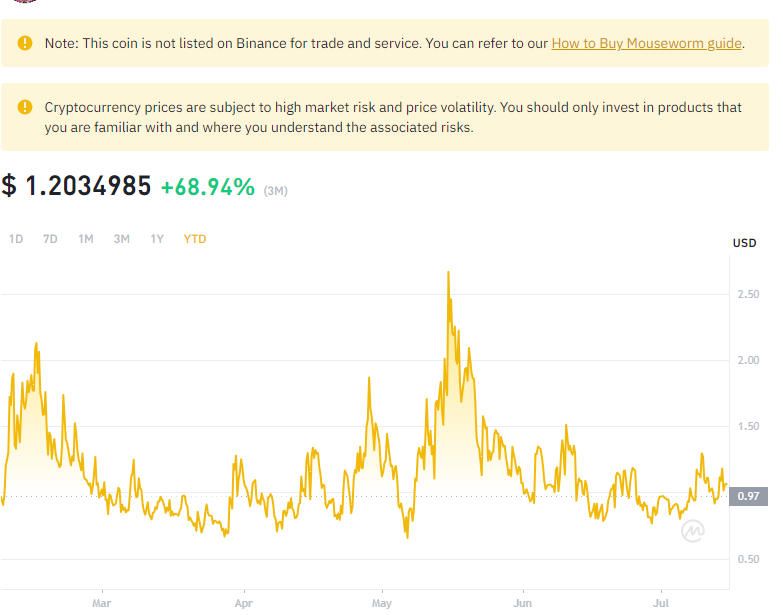 Note: This coin is not listed on Binance for trade and service. You can refer to our How to Buy Mouseworm guide.
Cryptocurrency prices are subject to high market risk and price volatility. You should only invest in products that
you are familiar with and where you understand the associated risks.
$ 1.2034985 +68.94% (3M)
1D 7D 1M 3M 1Y YTD
USD
2.50
2.00
1.50
0.97
0.50
Mar Apr May Jun Jul